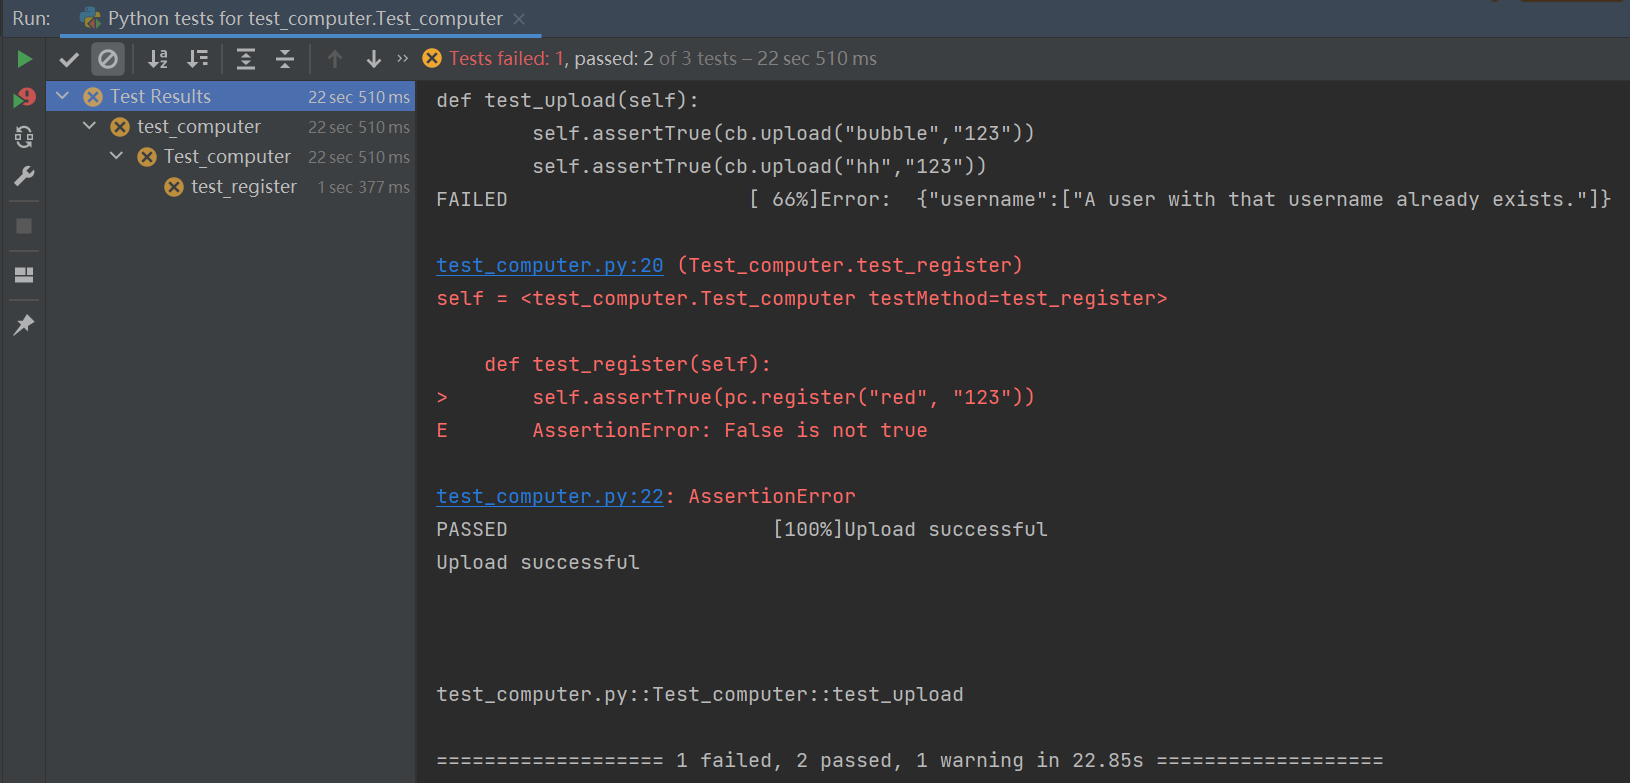 Run: Python tests for test_computer.Test_computer ×
Tests failed: 1, passed: 2 of 3 tests – 22 sec 510 ms
Test Results 22 sec 510 ms
test_computer 22 sec 510 ms
Test_computer 22 sec 510 ms
test_register 1 sec 377 ms
def test_upload(self):
self.assertTrue(cb.upload("bubble","123"))
self.assertTrue(cb.upload("hh","123"))
FAILED [ 66%]Error: {"username":["A user with that username already exists."]}
test_computer.py:20 (Test_computer.test_register)
self = <test_computer.Test_computer testMethod=test_register>
def test_register(self):
> self.assertTrue(pc.register("red", "123"))
E AssertionError: False is not true
test_computer.py:22: AssertionError
PASSED [100%]Upload successful
Upload successful
test_computer.py::Test_computer::test_upload
=================== 1 failed, 2 passed, 1 warning in 22.85s ===================